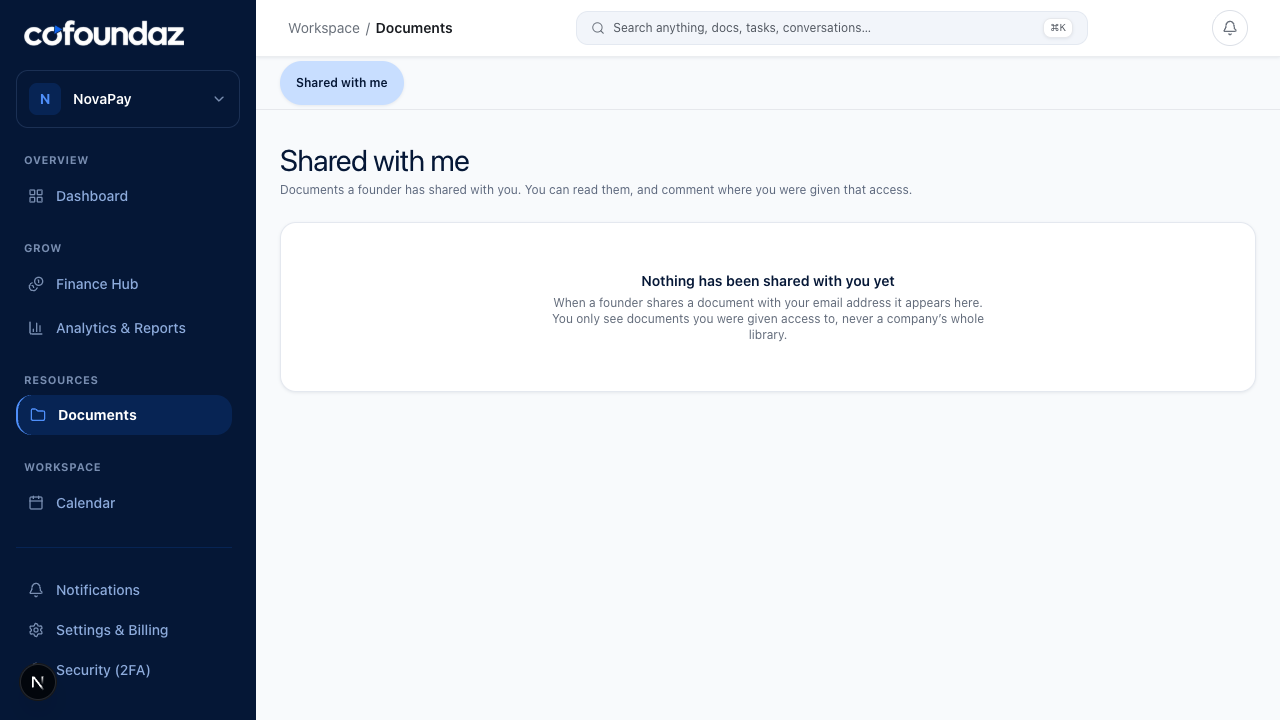 cofoundaz
Workspace / Documents
Search anything, docs, tasks, conversations...
⌘K
N
NovaPay
Shared with me
OVERVIEW
Dashboard
GROW
Finance Hub
Analytics & Reports
RESOURCES
Documents
WORKSPACE
Calendar
Notifications
Settings & Billing
Security (2FA)
N
Shared with me
Documents a founder has shared with you. You can read them, and comment where you were given that access.
Nothing has been shared with you yet
When a founder shares a document with your email address it appears here.
You only see documents you were given access to, never a company’s whole
library.